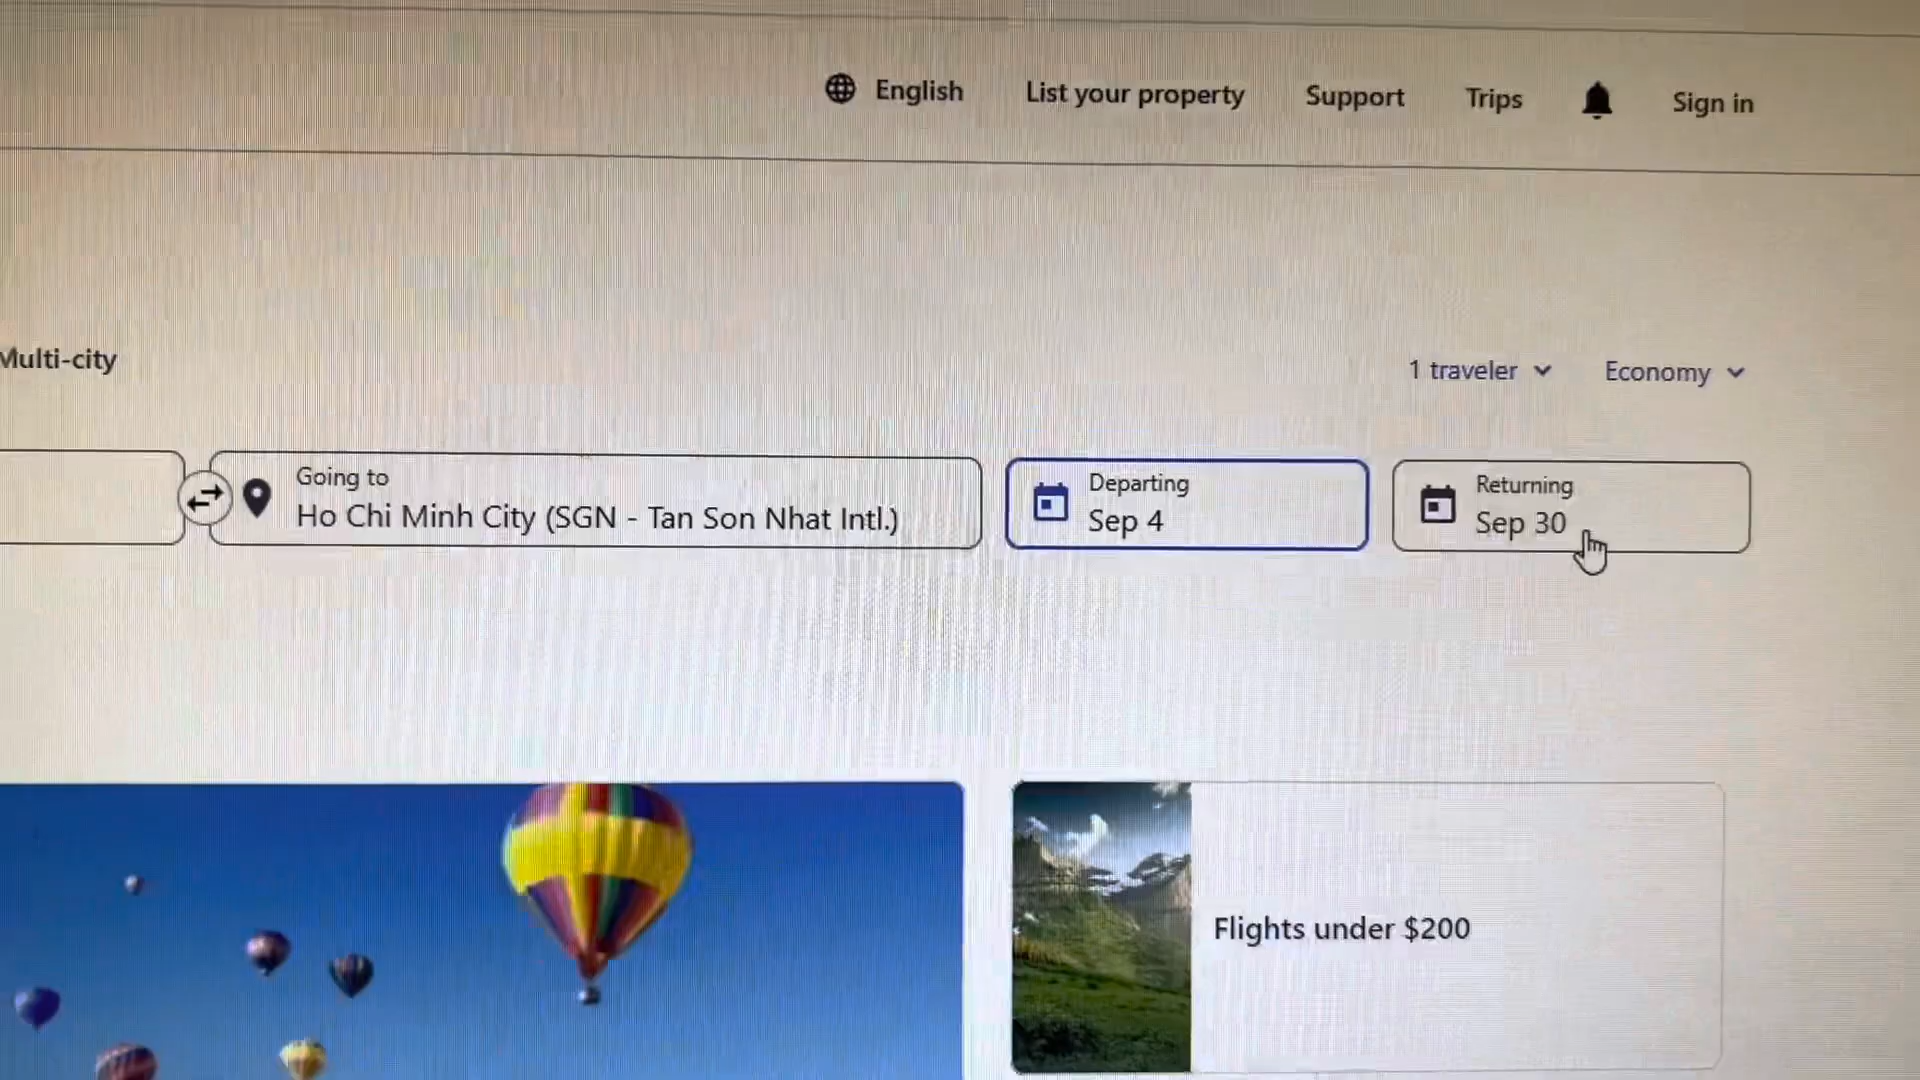 English
List your property
Support
Trips
Sign in
Multi-city
1 traveler
Economy
Going to
Ho Chi Minh City (SGN - Tan Son Nhat Intl.)
Departing
Sep 4
Returning
Sep 30
Flights under $200